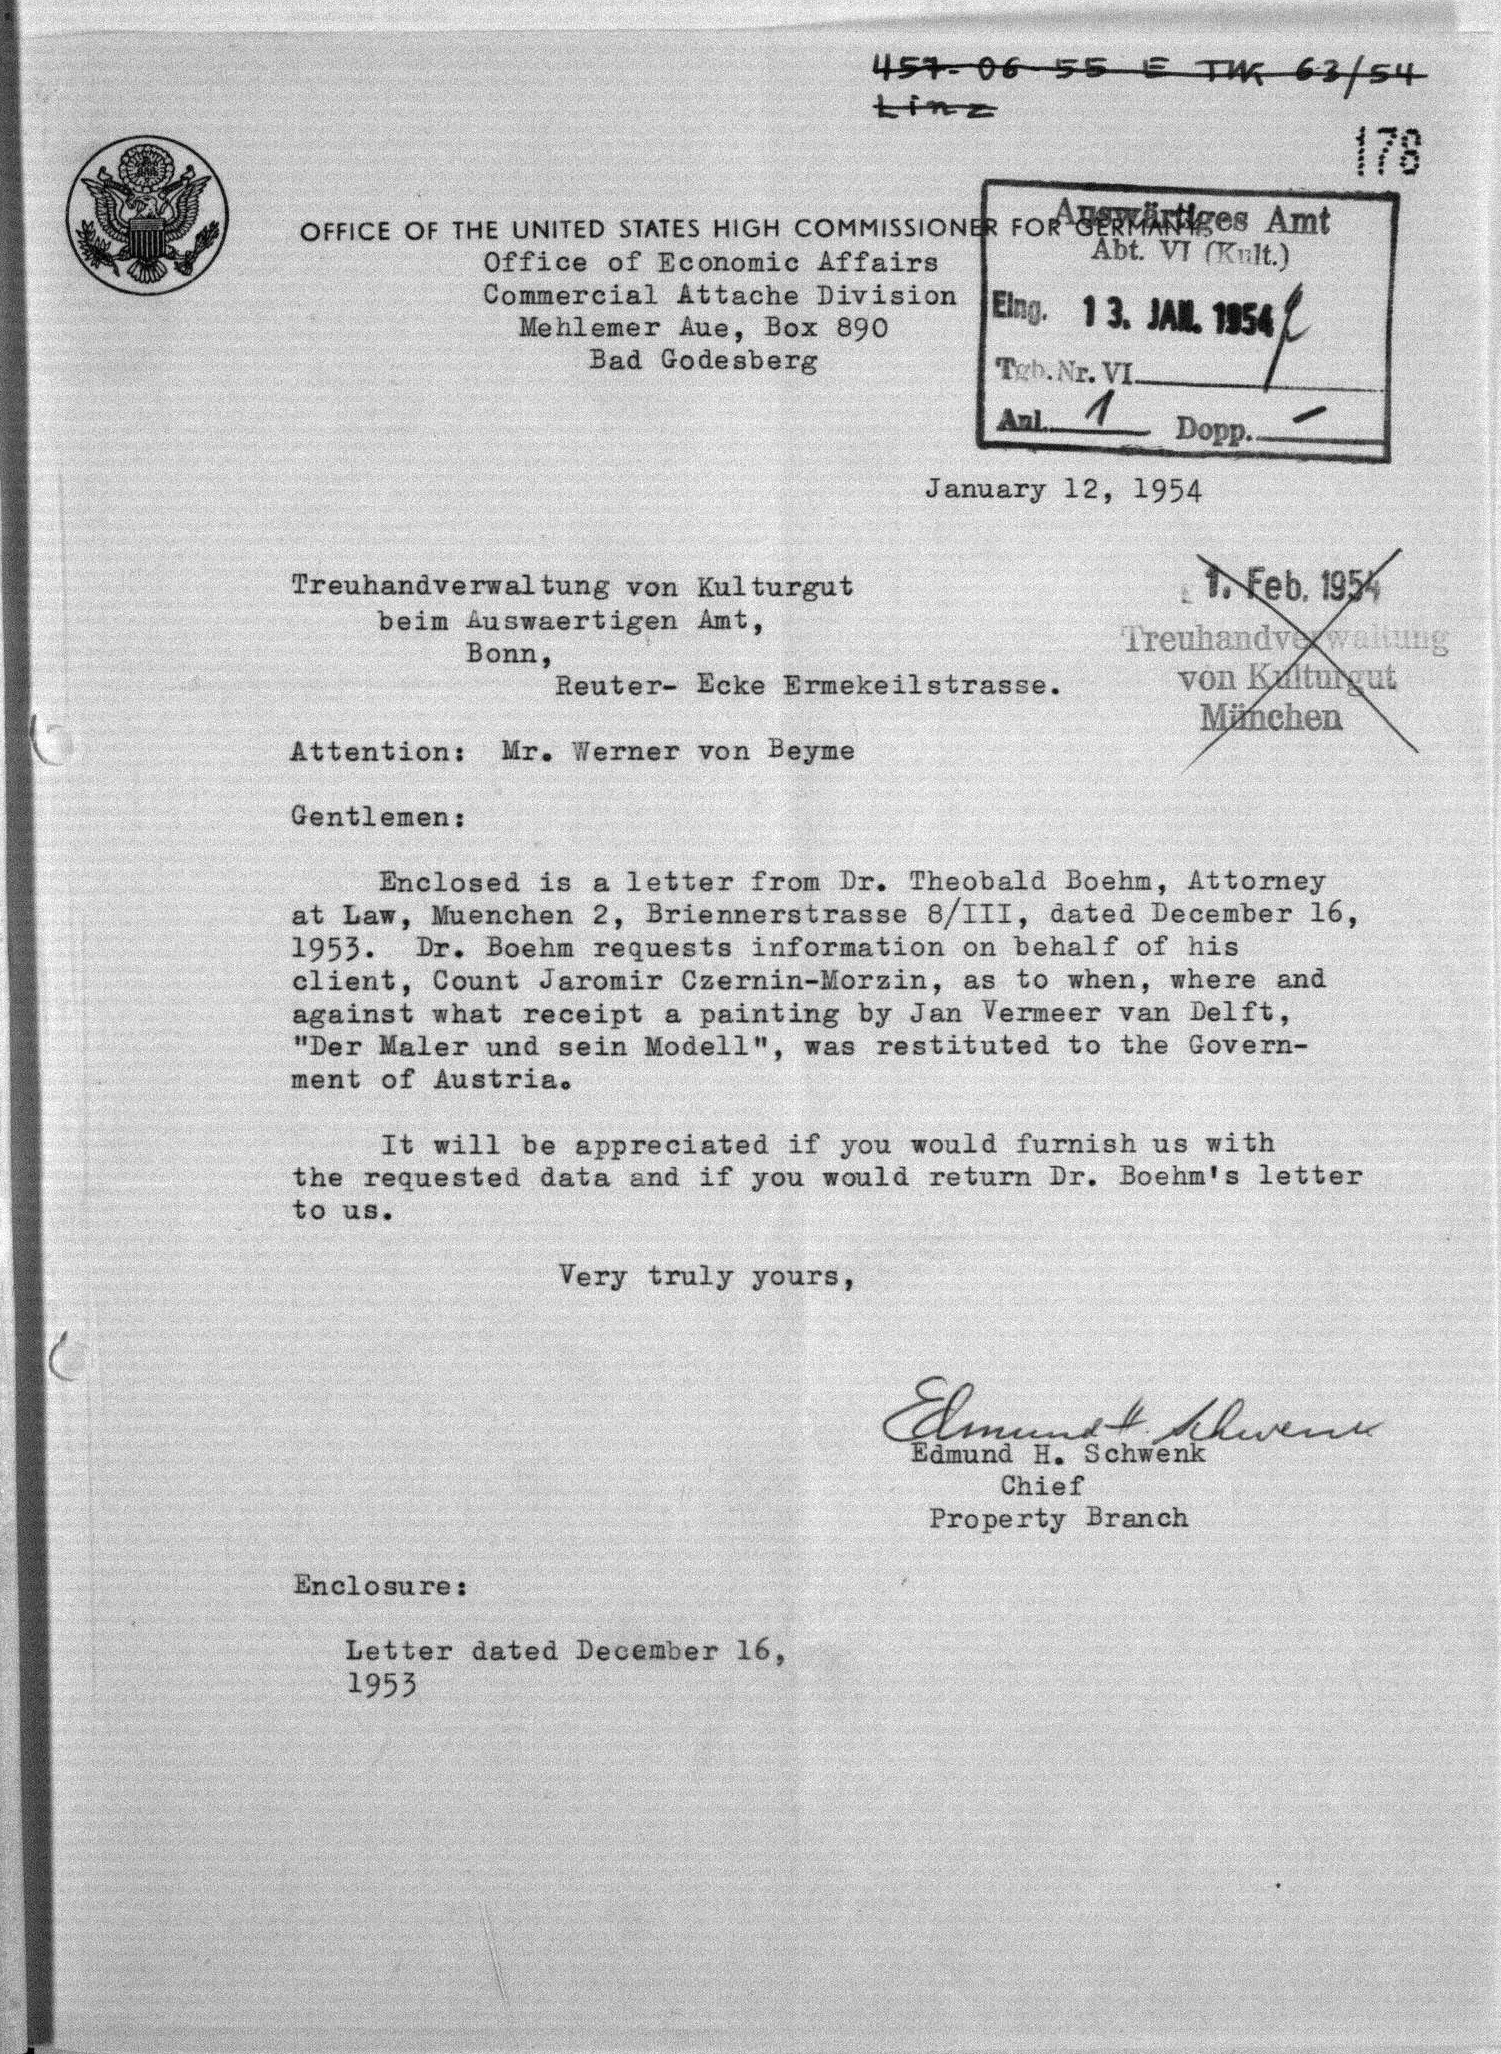 457-06-55 E TVK 63/54
Linz
178
OFFICE OF THE UNITED STATES HIGH COMMISSIONER FOR GERMANY
Office of Economic Affairs
Commercial Attache Division
Mehlemer Aue, Box 890
Bad Godesberg
Auswärtiges Amt
Abt. VI (Kult.)
Eing. 13. JAN. 1954
Tgb. Nr. VI
Anl. 1 Dopp. -
January 12, 1954
1. Feb. 1954
Treuhandverwaltung
von Kulturgut
München
Treuhandverwaltung von Kulturgut
beim Auswaertigen Amt,
Bonn,
Reuter- Ecke Ermekeilstrasse.
Attention: Mr. Werner von Beyme
Gentlemen:
Enclosed is a letter from Dr. Theobald Boehm, Attorney
at Law, Muenchen 2, Briennerstrasse 8/III, dated December 16,
1953. Dr. Boehm requests information on behalf of his
client, Count Jaromir Czernin-Morzin, as to when, where and
against what receipt a painting by Jan Vermeer van Delft,
"Der Maler und sein Modell", was restituted to the Govern-
ment of Austria.
It will be appreciated if you would furnish us with
the requested data and if you would return Dr. Boehm's letter
to us.
Very truly yours,
Edmund H. Schwenk
Edmund H. Schwenk
Chief
Property Branch
Enclosure:
Letter dated December 16,
1953